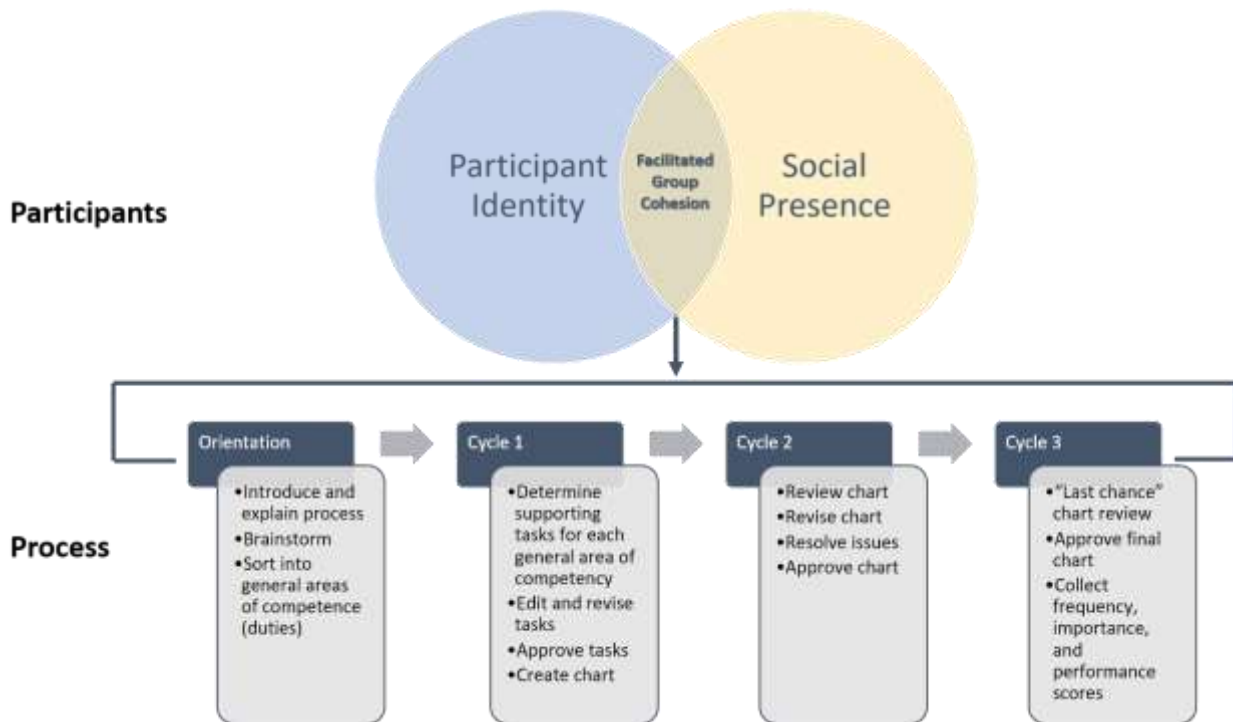 Participants
Participant
Identity
Facilitated
Group
Cohesion
Social
Presence
Process
Orientation
•Introduce and
explain process
•Brainstorm
•Sort into
general areas
of competence
(duties)
Cycle 1
•Determine
supporting
tasks for each
general area of
competency
•Edit and revise
tasks
•Approve tasks
•Create chart
Cycle 2
•Review chart
•Revise chart
•Resolve issues
•Approve chart
Cycle 3
•"Last chance"
chart review
•Approve final
chart
•Collect
frequency,
importance,
and
performance
scores